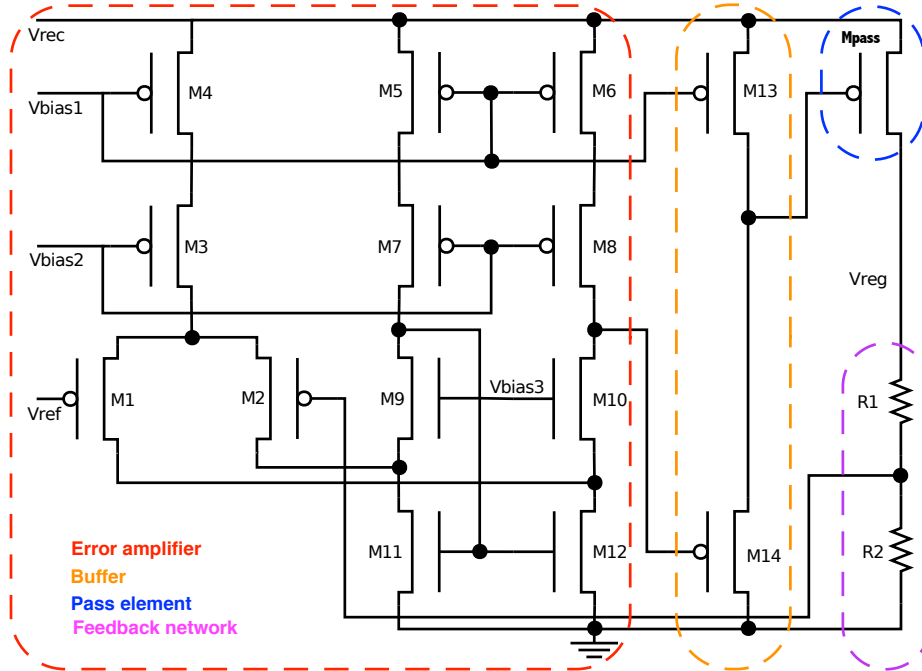 Vrec
Mpass
M4
M5
M6
M13
Vbias1
M3
M7
M8
Vbias2
Vreg
M1
M2
M9
Vbias3
M10
R1
Vref
M11
M12
M14
R2
Error amplifier
Buffer
Pass element
Feedback network